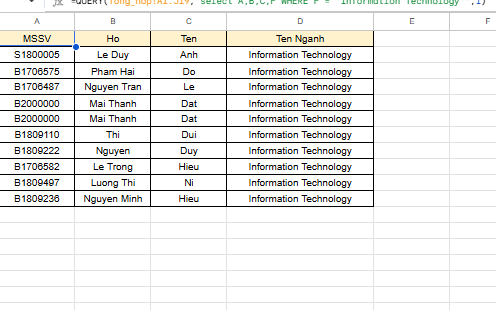 fx =QUERY(Tong_hop!A1:J19, "select A,B,C,F WHERE F = 'Information Technology' ",1)
A B C D E F
MSSV Ho Ten Ten Nganh
S1800005 Le Duy Anh Information Technology
B1706575 Pham Hai Do Information Technology
B1706487 Nguyen Tran Le Information Technology
B2000000 Mai Thanh Dat Information Technology
B2000000 Mai Thanh Dat Information Technology
B1809110 Thi Dui Information Technology
B1809222 Nguyen Duy Information Technology
B1706582 Le Trong Hieu Information Technology
B1809497 Luong Thi Ni Information Technology
B1809236 Nguyen Minh Hieu Information Technology